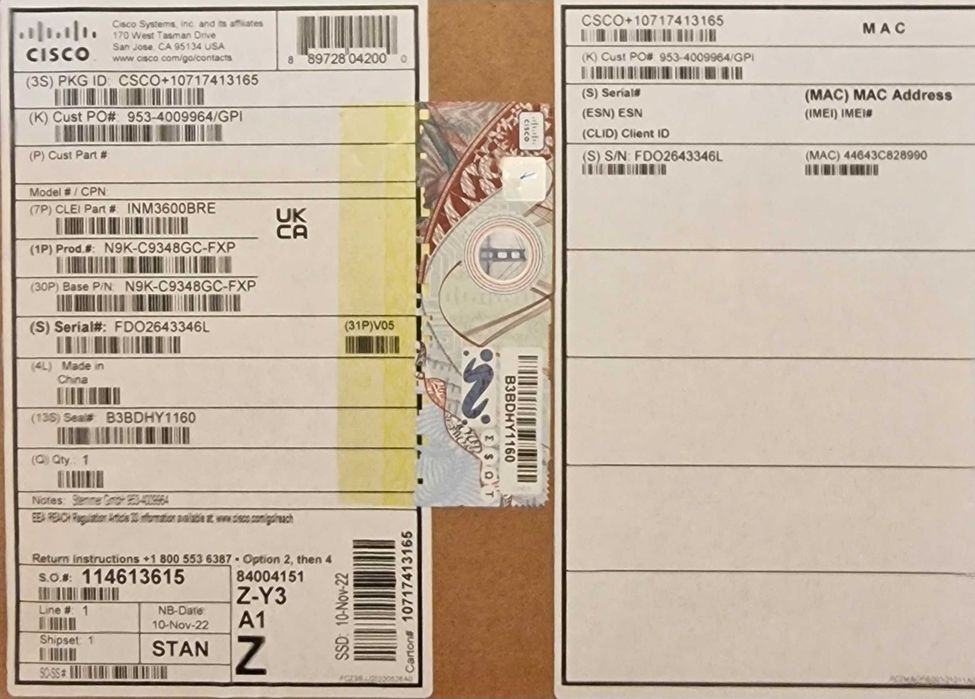 CISCO
Cisco Systems, Inc. and its affiliates
170 West Tasman Drive
San Jose, CA 95134 USA
www.cisco.com/go/contacts
8 89728 04200 0
(3S) PKG ID: CSCO+10717413165
(K) Cust PO#: 953-4009964/GPI
(P) Cust Part #
Model # / CPN:
(7P) CLEI Part # INM3600BRE
UK
CA
(1P) Prod.#: N9K-C9348GC-FXP
(30P) Base P/N: N9K-C9348GC-FXP
(S) Serial#: FDO2643346L
(31P)V05
(4L) Made in
China
(13S) Seal# B3BDHY1160
(Q) Qty.: 1
Notes: Stemmer GmbH 953-4009964
EEA REACH Regulation Article 33 information available at: www.cisco.com/go/reach
Return Instructions +1 800 553 6387 • Option 2, then 4
S.O.#: 114613615
Line #: 1
NB-Date:
10-Nov-22
Shipset: 1
STAN
SO-SS #
84004151
Z-Y3
A1
Z
SSD: 10-Nov-22
Carton# 10717413165
CISCO
B3BDHY1160
CSCO+10717413165
MAC
(K) Cust PO# 953-4009964/GPI
(S) Serial#
(MAC) MAC Address
(ESN) ESN
(IMEI) IMEI#
(CLID) Client ID
(S) S/N: FDO2643346L
(MAC) 44643C828990